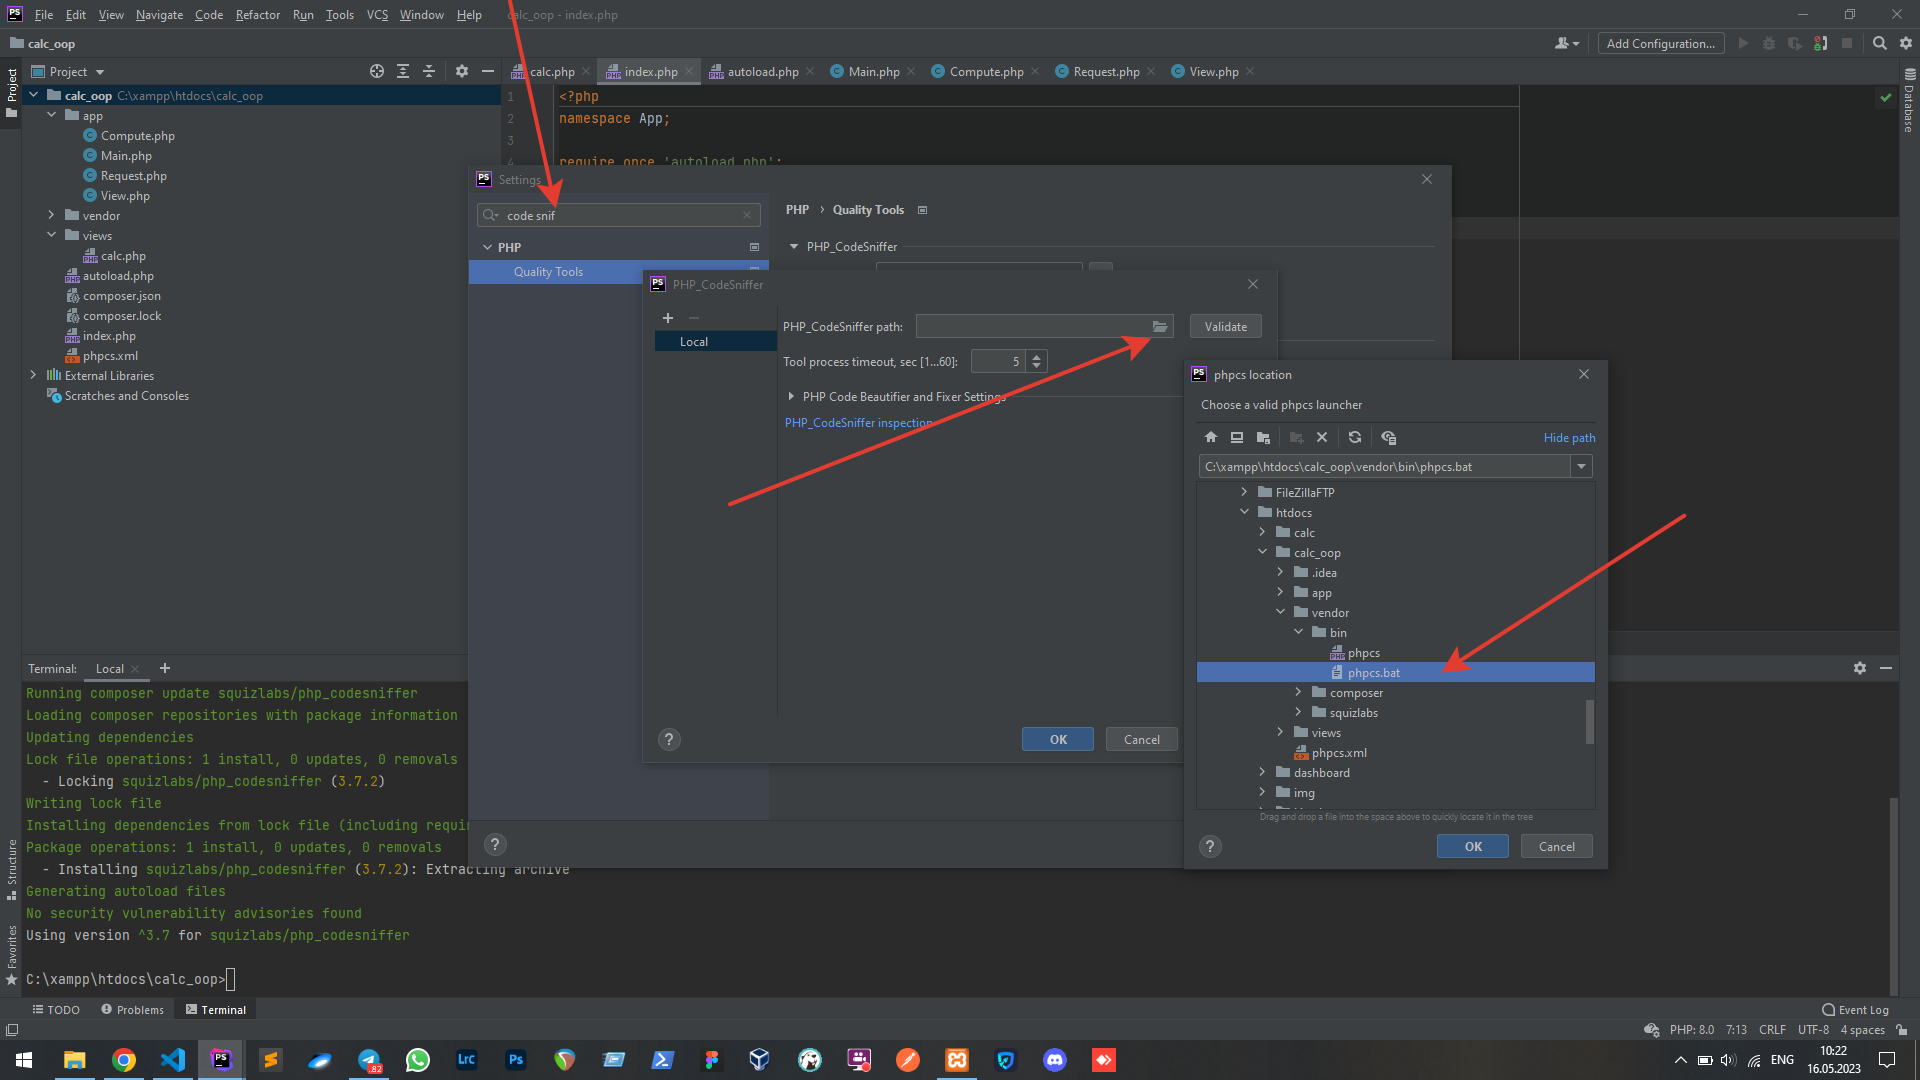 File Edit View Navigate Code Refactor Run Tools VCS Window Help calc_oop - index.php
calc_oop
Add Configuration...
Project
calc.php index.php autoload.php Main.php Compute.php Request.php View.php
Project
Database
calc_oop C:\xampp\htdocs\calc_oop
app
Compute.php
Main.php
Request.php
View.php
vendor
views
calc.php
autoload.php
composer.json
composer.lock
index.php
phpcs.xml
External Libraries
Scratches and Consoles
1 <?php
2 namespace App;
3
4 require_once 'autoload.php';
Settings
code snif
PHP
Quality Tools
PHP › Quality Tools
PHP_CodeSniffer
PHP_CodeSniffer
Local
PHP_CodeSniffer path:
Validate
Tool process timeout, sec [1...60]: 5
PHP Code Beautifier and Fixer Settings
PHP_CodeSniffer inspection
OK Cancel
phpcs location
Choose a valid phpcs launcher
Hide path
C:\xampp\htdocs\calc_oop\vendor\bin\phpcs.bat
FileZillaFTP
htdocs
calc
calc_oop
.idea
app
vendor
bin
phpcs
phpcs.bat
composer
squizlabs
views
phpcs.xml
dashboard
img
Drag and drop a file into the space above to quickly locate it in the tree
OK Cancel
Terminal: Local
Running composer update squizlabs/php_codesniffer
Loading composer repositories with package information
Updating dependencies
Lock file operations: 1 install, 0 updates, 0 removals
- Locking squizlabs/php_codesniffer (3.7.2)
Writing lock file
Installing dependencies from lock file (including requi
Package operations: 1 install, 0 updates, 0 removals
- Installing squizlabs/php_codesniffer (3.7.2): Extracting archive
Generating autoload files
No security vulnerability advisories found
Using version ^3.7 for squizlabs/php_codesniffer
C:\xampp\htdocs\calc_oop>
Structure
Favorites
TODO Problems Terminal
Event Log
PHP: 8.0 7:13 CRLF UTF-8 4 spaces
PS
82
Lrc
Ps
ENG
10:22
16.05.2023